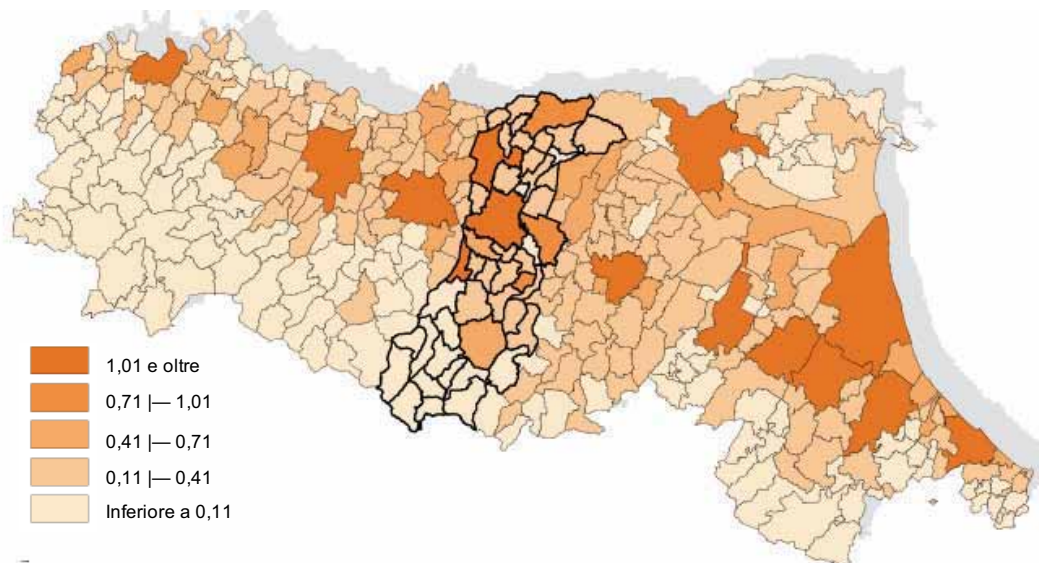 1,01 e oltre
0,71 |— 1,01
0,41 |— 0,71
0,11 |— 0,41
Inferiore a 0,11